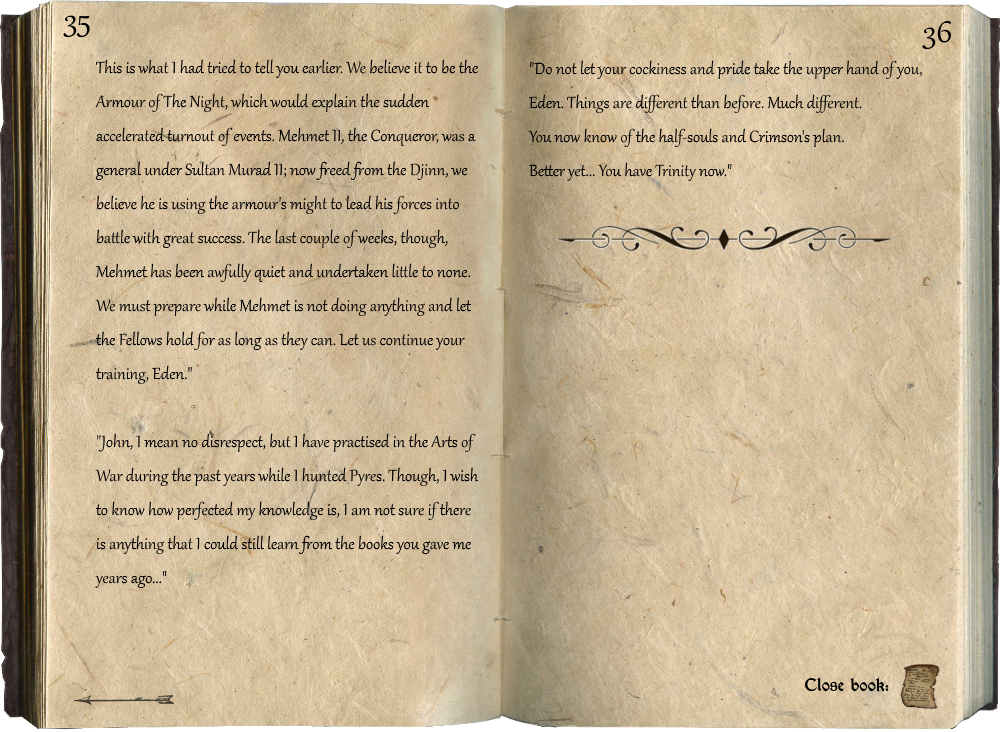 35
This is what I had tried to tell you earlier. We believe it to be the
Armour of The Night, which would explain the sudden
accelerated turnout of events. Mehmet II, the Conqueror, was a
general under Sultan Murad II; now freed from the Djinn, we
believe he is using the armour's might to lead his forces into
battle with great success. The last couple of weeks, though,
Mehmet has been awfully quiet and undertaken little to none.
We must prepare while Mehmet is not doing anything and let
the Fellows hold for as long as they can. Let us continue your
training, Eden."
"John, I mean no disrespect, but I have practised in the Arts of
War during the past years while I hunted Pyres. Though, I wish
to know how perfected my knowledge is, I am not sure if there
is anything that I could still learn from the books you gave me
years ago..."
36
"Do not let your cockiness and pride take the upper hand of you,
Eden. Things are different than before. Much different.
You now know of the half-souls and Crimson's plan.
Better yet... You have Trinity now."
Close book: